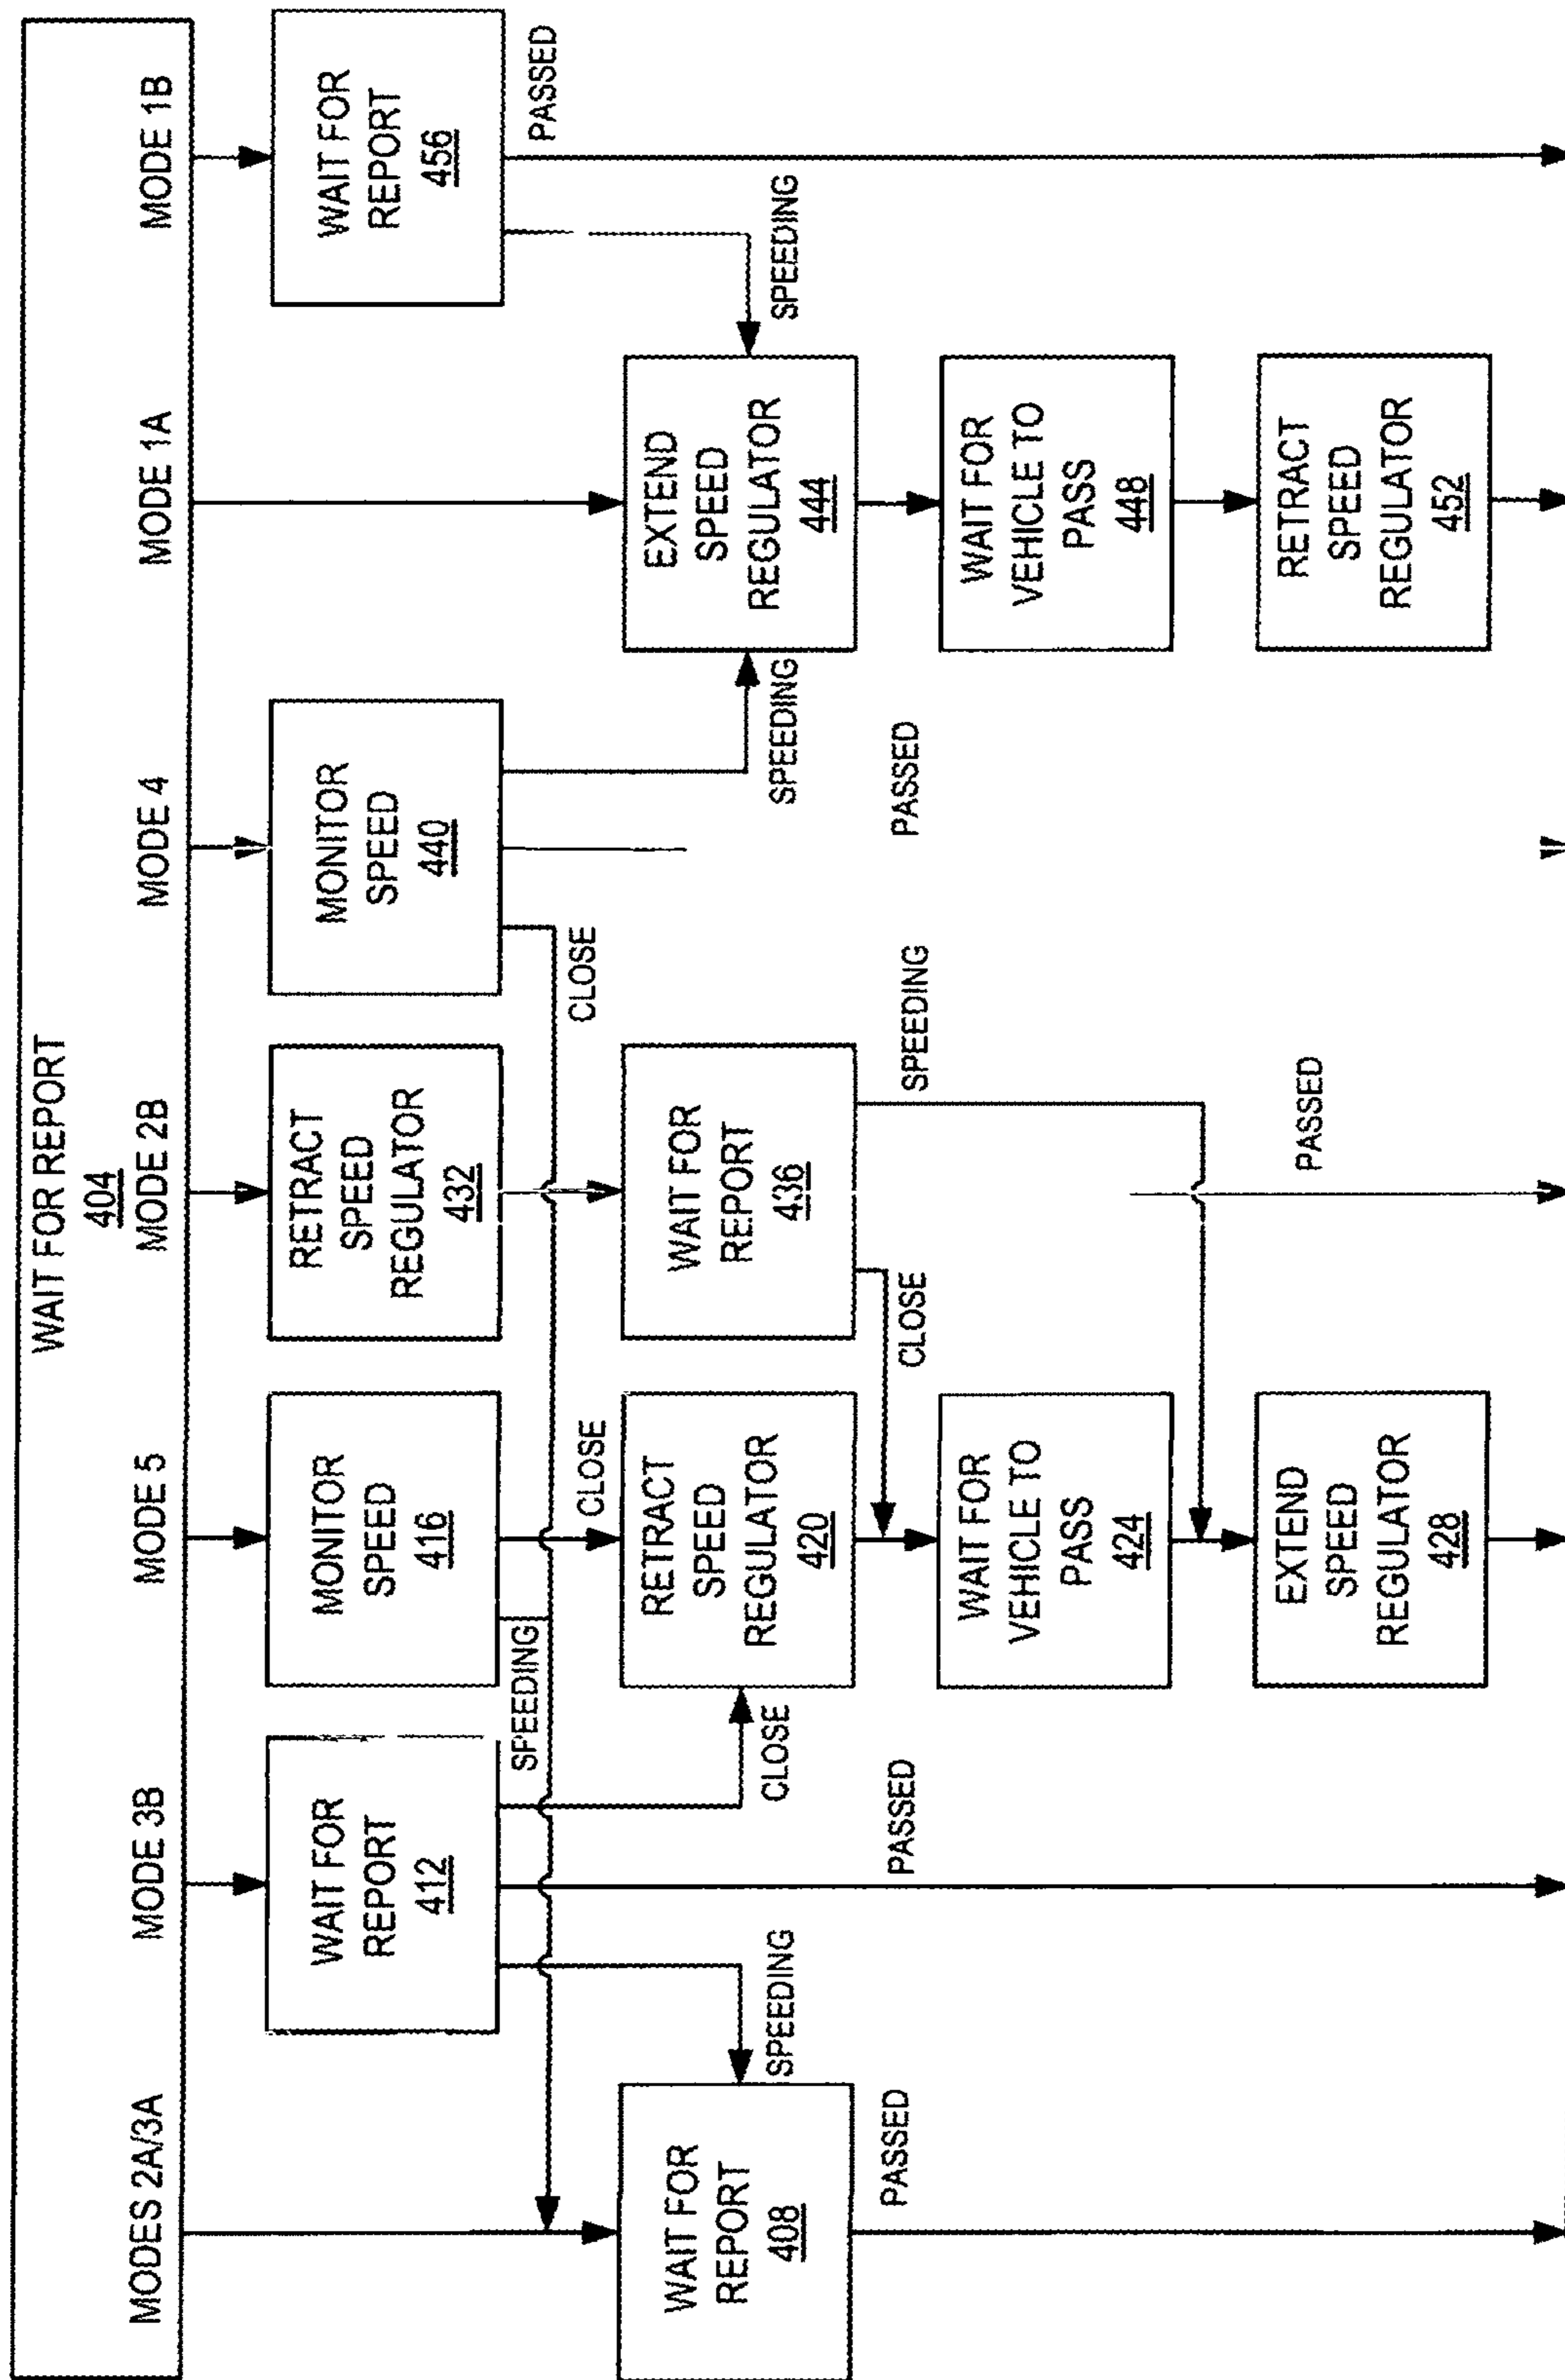 WAIT FOR REPORT
404
MODES 2A/3A
MODE 3B
MODE 5
MODE 2B
MODE 4
MODE 1A
MODE 1B
WAIT FOR
REPORT
412
MONITOR
SPEED
416
RETRACT
SPEED
REGULATOR
432
MONITOR
SPEED
440
WAIT FOR
REPORT
456
SPEEDING
CLOSE
CLOSE
PASSED
WAIT FOR
REPORT
408
SPEEDING
CLOSE
RETRACT
SPEED
REGULATOR
420
WAIT FOR
REPORT
436
SPEEDING
EXTEND
SPEED
REGULATOR
444
SPEEDING
PASSED
PASSED
CLOSE
SPEEDING
PASSED
WAIT FOR
VEHICLE TO
PASS
424
WAIT FOR
VEHICLE TO
PASS
448
EXTEND
SPEED
REGULATOR
428
PASSED
RETRACT
SPEED
REGULATOR
452